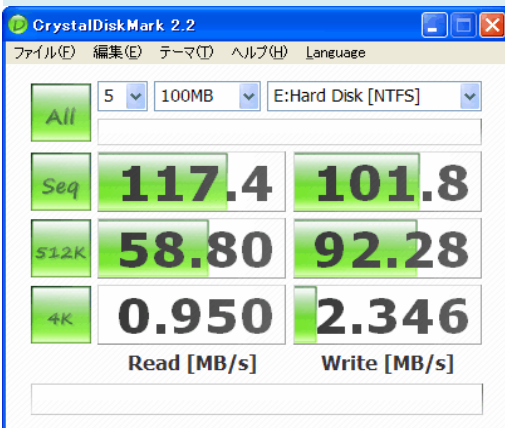 CrystalDiskMark 2.2
ファイル(F) 編集(E) テーマ(T) ヘルプ(H) Language
All 5 100MB E:Hard Disk [NTFS]
Seq 117.4 101.8
512K 58.80 92.28
4K 0.950 2.346
Read [MB/s] Write [MB/s]